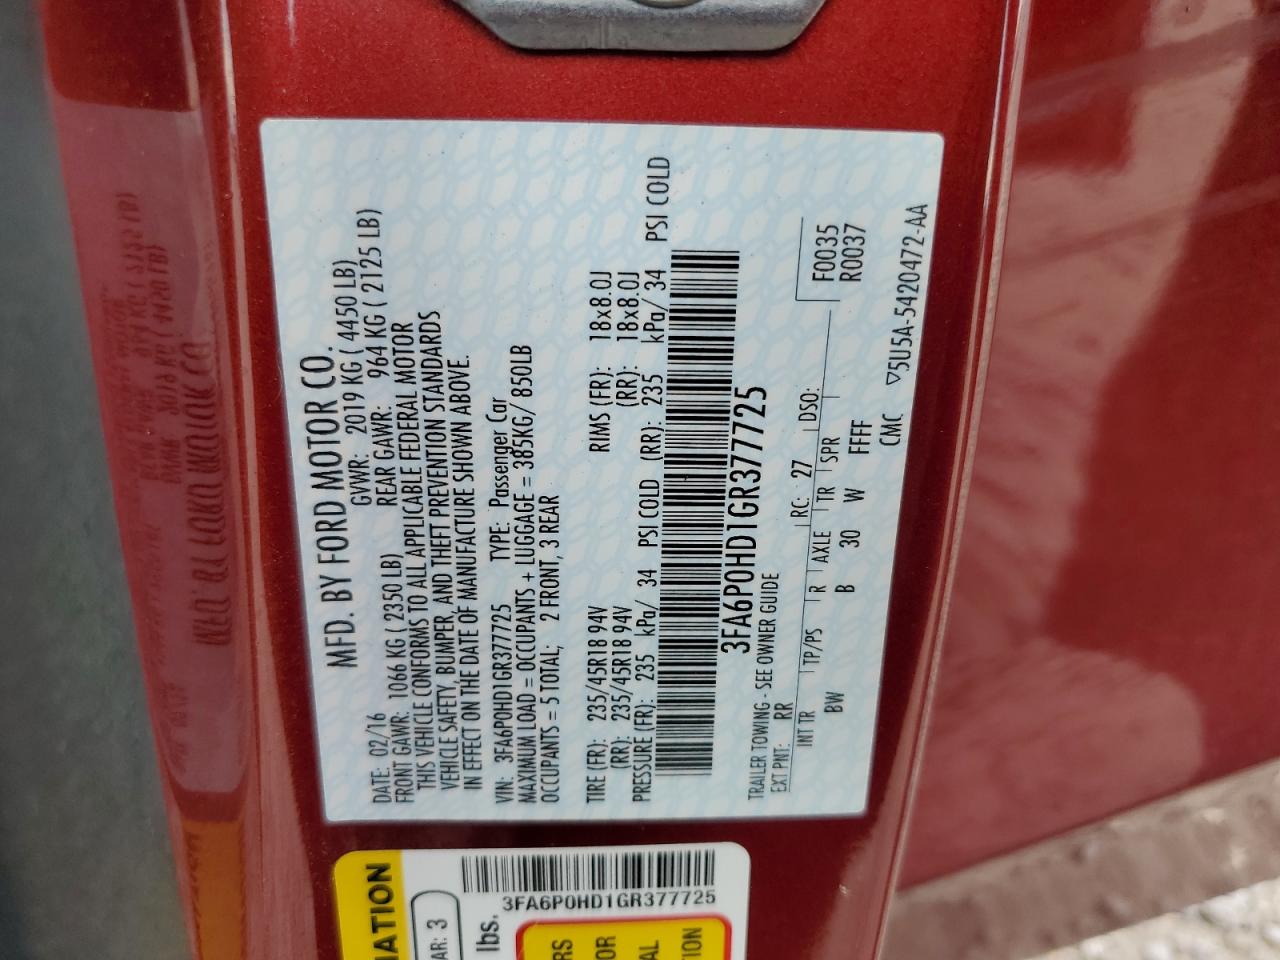 MFD. BY FORD MOTOR CO.
DATE: 02/16 GVWR: 2019 KG ( 4450 LB)
FRONT GAWR: 1066 KG ( 2350 LB) REAR GAWR: 964 KG ( 2125 LB)
THIS VEHICLE CONFORMS TO ALL APPLICABLE FEDERAL MOTOR
VEHICLE SAFETY, BUMPER, AND THEFT PREVENTION STANDARDS
IN EFFECT ON THE DATE OF MANUFACTURE SHOWN ABOVE.
VIN: 3FA6P0HD1GR377725 TYPE: Passenger Car
MAXIMUM LOAD = OCCUPANTS + LUGGAGE = 385KG/ 850LB
OCCUPANTS = 5 TOTAL; 2 FRONT, 3 REAR
TIRE (FR): 235/45R18 94V RIMS (FR): 18x8.0J
(RR): 235/45R18 94V (RR): 18x8.0J
PRESSURE (FR): 235 kPa/ 34 PSI COLD (RR): 235 kPa/ 34 PSI COLD
3FA6P0HD1GR377725
TRAILER TOWING - SEE OWNER GUIDE
EXT PNT: RR RC: 27 DSO:
INT TR TP/PS R AXLE TR SPR F0035
BW B 30 W FFFF R0037
CMC ▽5U5A-5420472-AA
3FA6P0HD1GR377725
AR: 3
lbs.